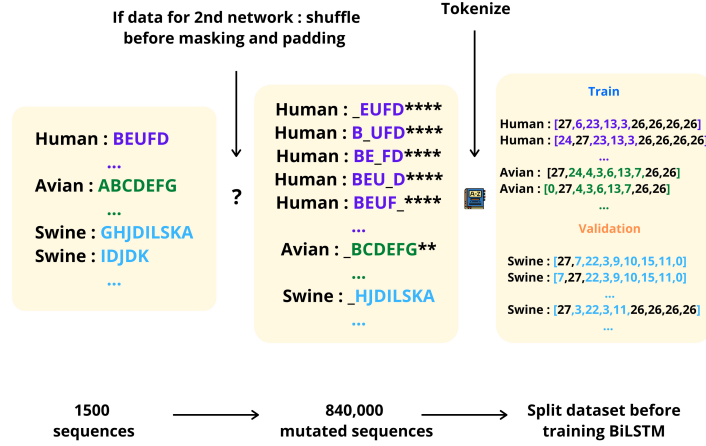 If data for 2nd network : shuffle
before masking and padding
Tokenize
Human : BEUFD
...
Avian : ABCDEFG
...
Swine : GHJDILSKA
Swine : IDJDK
...
?
Human : _EUFD****
Human : B_UFD****
Human : BE_FD****
Human : BEU_D****
Human : BEUF_****
...
Avian : _BCDEFG**
...
Swine : _HJDILSKA
...
Train
Human : [27,6,23,13,3,26,26,26,26]
Human : [24,27,23,13,3,26,26,26,26]
...
Avian : [27,24,4,3,6,13,7,26,26]
Avian : [0,27,4,3,6,13,7,26,26]
...
Validation
Swine : [27,7,22,3,9,10,15,11,0]
Swine : [7,27,22,3,9,10,15,11,0]
...
Swine : [27,3,22,3,11,26,26,26,26]
...
1500
sequences
840,000
mutated sequences
Split dataset before
training BiLSTM